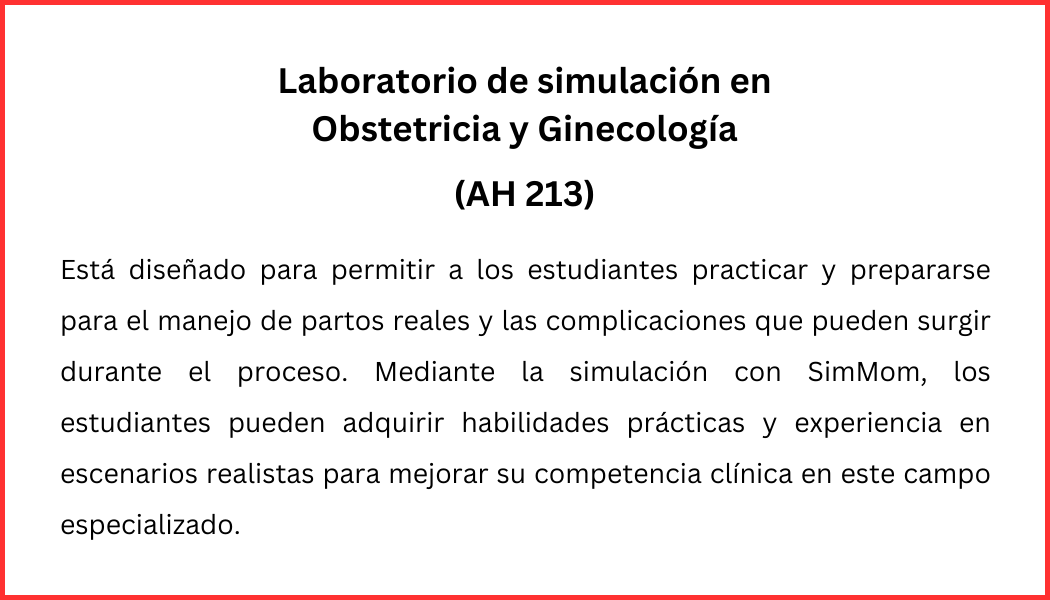 Laboratorio de simulación en
Obstetricia y Ginecología
(AH 213)
Está diseñado para permitir a los estudiantes practicar y prepararse
para el manejo de partos reales y las complicaciones que pueden surgir
durante el proceso. Mediante la simulación con SimMom, los
estudiantes pueden adquirir habilidades prácticas y experiencia en
escenarios realistas para mejorar su competencia clínica en este campo
especializado.